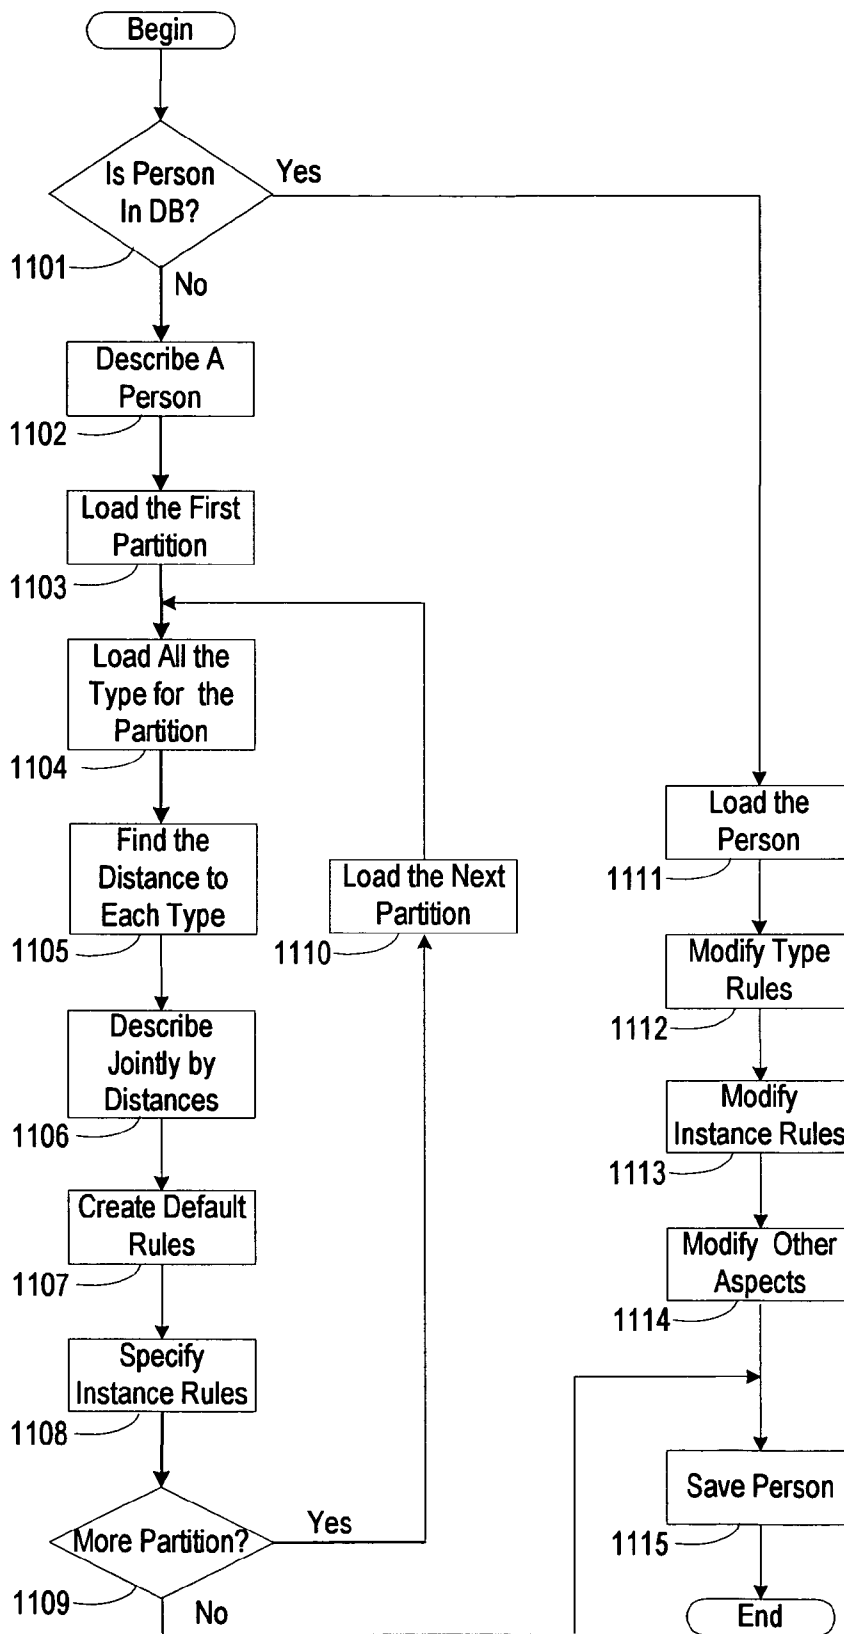 Begin
Is Person
In DB?
Yes
1101
No
Describe A
Person
1102
Load the First
Partition
1103
Load All the
Type for the
Partition
1104
Find the
Distance to
Each Type
1105
Load the Next
Partition
1110
Describe
Jointly by
Distances
1106
Create Default
Rules
1107
Specify
Instance Rules
1108
More Partition?
Yes
1109
No
Load the
Person
1111
Modify Type
Rules
1112
Modify
Instance Rules
1113
Modify Other
Aspects
1114
Save Person
1115
End